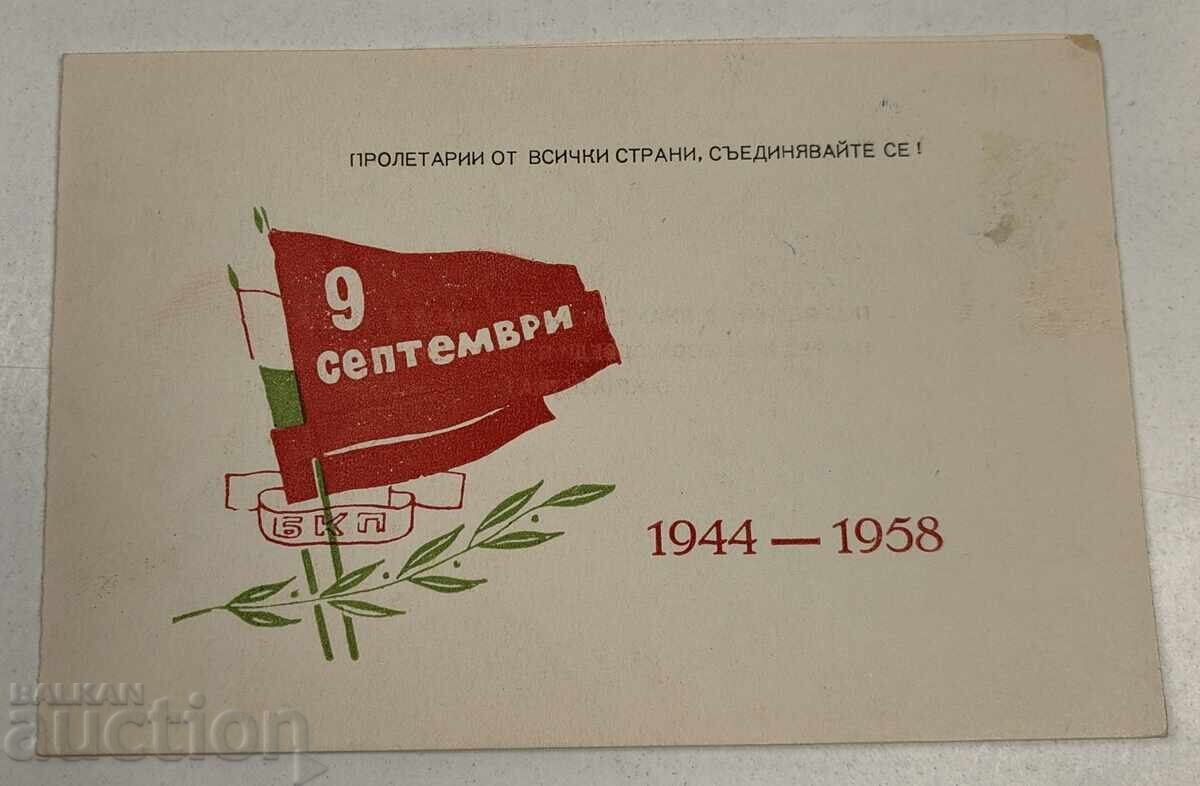 ПРОЛЕТАРИИ ОТ ВСИЧКИ СТРАНИ, СЪЕДИНЯВАЙТЕ СЕ!
9
септември
БКП
1944 — 1958
BALKAN
auction